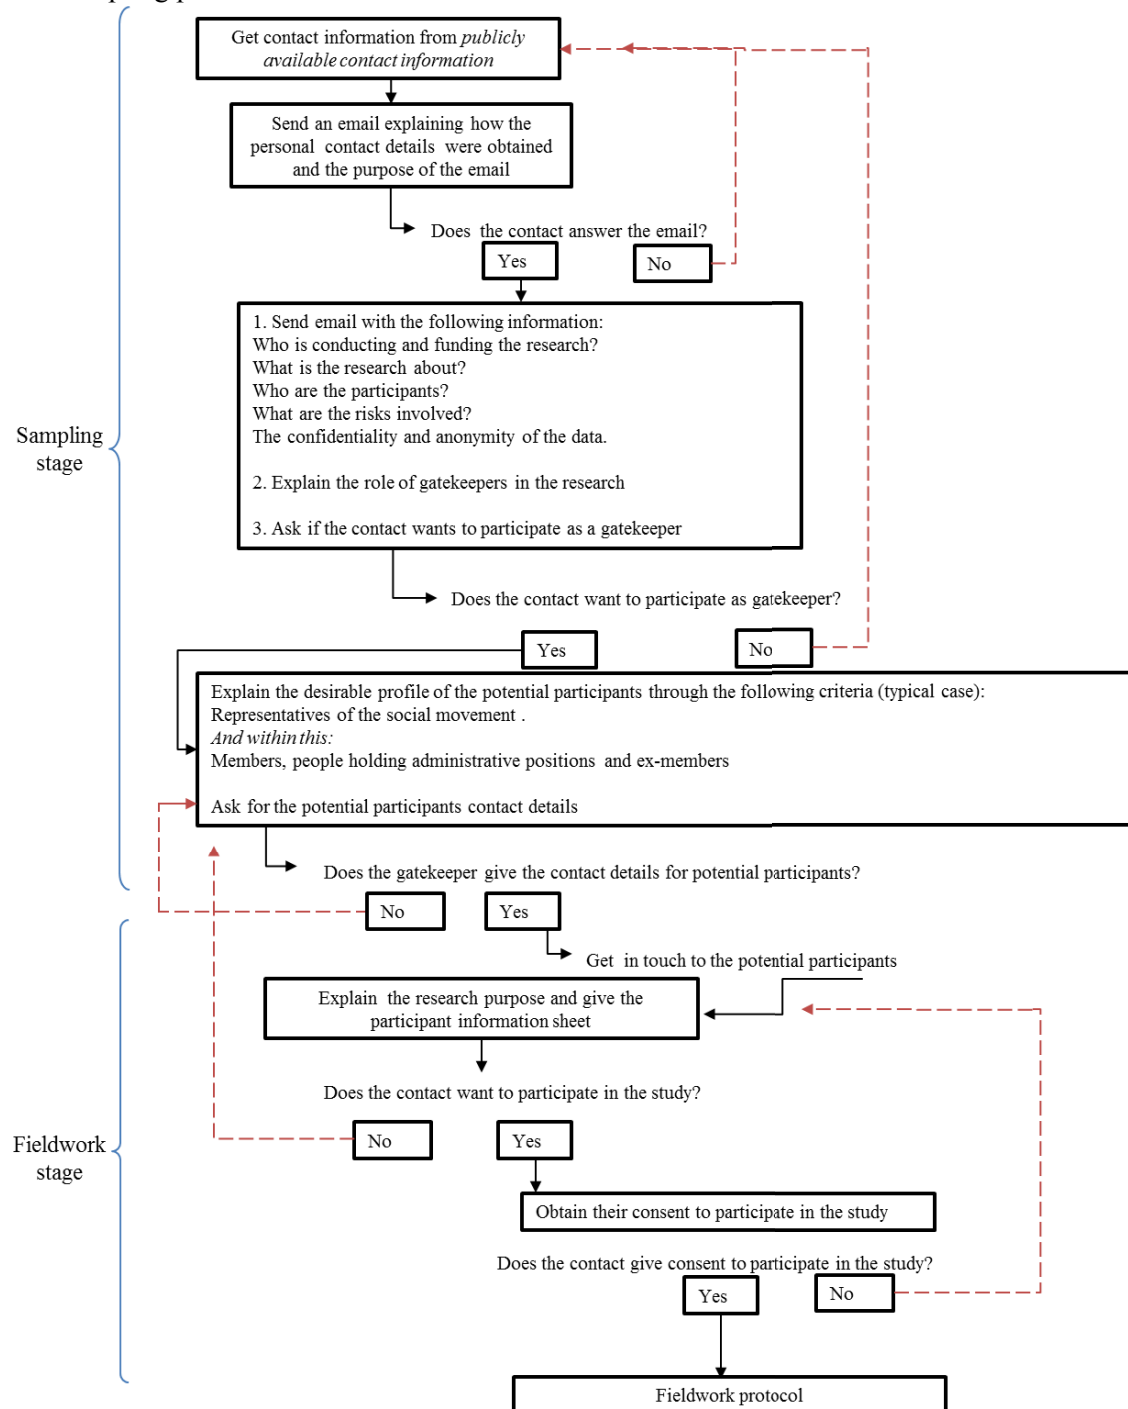 Get contact information from publicly
available contact information
Send an email explaining how the
personal contact details were obtained
and the purpose of the email
Does the contact answer the email?
Yes
No
1. Send email with the following information:
Who is conducting and funding the research?
What is the research about?
Who are the participants?
What are the risks involved?
The confidentiality and anonymity of the data.
2. Explain the role of gatekeepers in the research
3. Ask if the contact wants to participate as a gatekeeper
Sampling
stage
Does the contact want to participate as gatekeeper?
Yes
No
Explain the desirable profile of the potential participants through the following criteria (typical case):
Representatives of the social movement .
And within this:
Members, people holding administrative positions and ex-members
Ask for the potential participants contact details
Does the gatekeeper give the contact details for potential participants?
No
Yes
Get in touch to the potential participants
Explain the research purpose and give the
participant information sheet
Does the contact want to participate in the study?
No
Yes
Fieldwork
stage
Obtain their consent to participate in the study
Does the contact give consent to participate in the study?
Yes
No
Fieldwork protocol